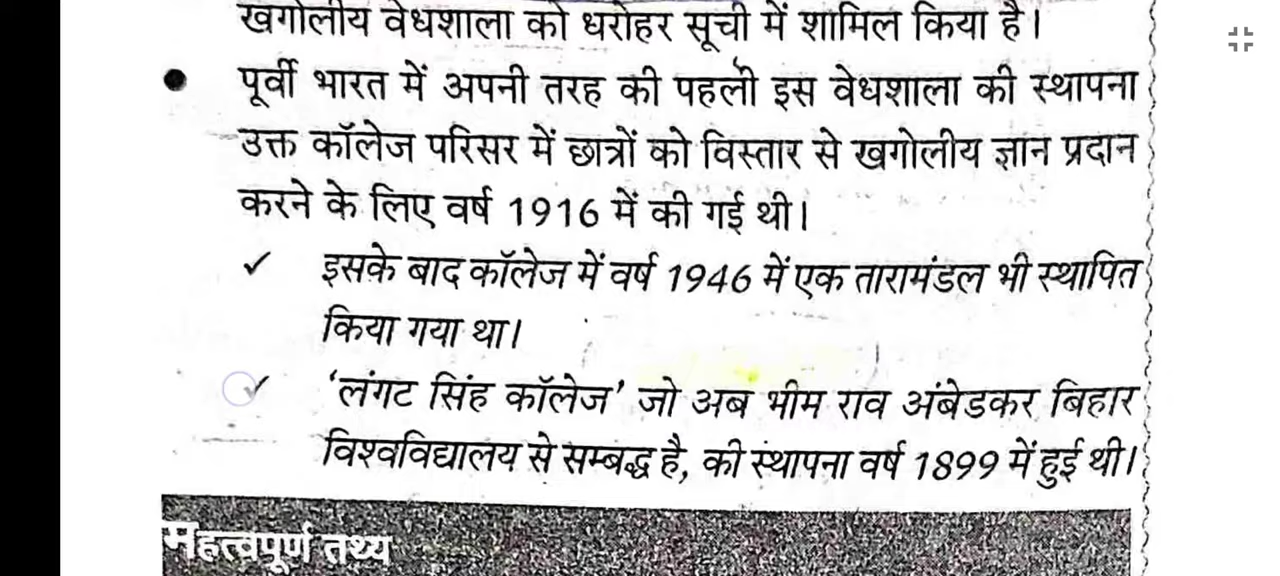 खगोलीय वेधशाला को धरोहर सूची में शामिल किया है।
पूर्वी भारत में अपनी तरह की पहली इस वेधशाला की स्थापना
उक्त कॉलेज परिसर में छात्रों को विस्तार से खगोलीय ज्ञान प्रदान
करने के लिए वर्ष 1916 में की गई थी।
इसके बाद कॉलेज में वर्ष 1946 में एक तारामंडल भी स्थापित
किया गया था।
'लंगट सिंह कॉलेज' जो अब भीम राव अंबेडकर बिहार
विश्वविद्यालय से सम्बद्ध है, की स्थापना वर्ष 1899 में हुई थी।
महत्वपूर्ण तथ्य